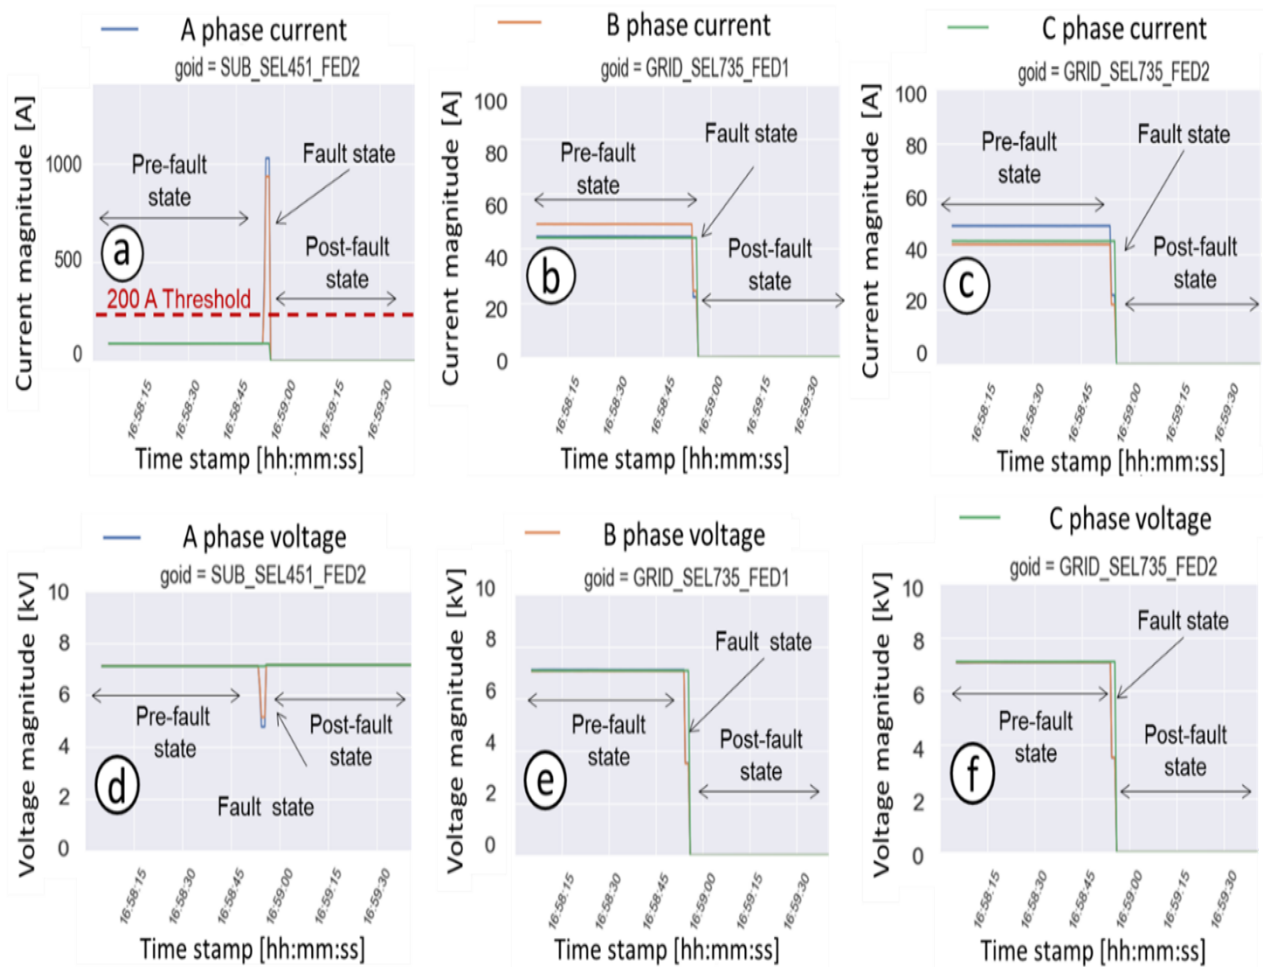 A phase current
goid = SUB_SEL451_FED2
Current magnitude [A]
1000
500
0
Pre-fault
state
Fault state
Post-fault
state
200 A Threshold
a
16:58:15
16:58:30
16:58:45
16:59:00
16:59:15
16:59:30
Time stamp [hh:mm:ss]
B phase current
goid = GRID_SEL735_FED1
Current magnitude [A]
100
80
60
40
20
0
Pre-fault
state
Fault state
Post-fault
state
b
16:58:15
16:58:30
16:58:45
16:59:00
16:59:15
16:59:30
Time stamp [hh:mm:ss]
C phase current
goid = GRID_SEL735_FED2
Current magnitude [A]
100
80
60
40
20
0
Pre-fault
state
Fault state
Post-fault
state
c
16:58:15
16:58:30
16:58:45
16:59:00
16:59:15
16:59:30
Time stamp [hh:mm:ss]
A phase voltage
goid = SUB_SEL451_FED2
Voltage magnitude [kV]
10
8
6
4
2
0
Pre-fault
state
Post-fault
state
Fault state
d
16:58:15
16:58:30
16:58:45
16:59:00
16:59:15
16:59:30
Time stamp [hh:mm:ss]
B phase voltage
goid = GRID_SEL735_FED1
Voltage magnitude [kV]
10
8
6
4
2
0
Fault state
Pre-fault
state
Post-fault
state
e
16:58:15
16:58:30
16:58:45
16:59:00
16:59:15
16:59:30
Time stamp [hh:mm:ss]
C phase voltage
goid = GRID_SEL735_FED2
Voltage magnitude [kV]
10
8
6
4
2
0
Fault state
Pre-fault
state
Post-fault
state
f
16:58:15
16:58:30
16:58:45
16:59:00
16:59:15
16:59:30
Time stamp [hh:mm:ss]